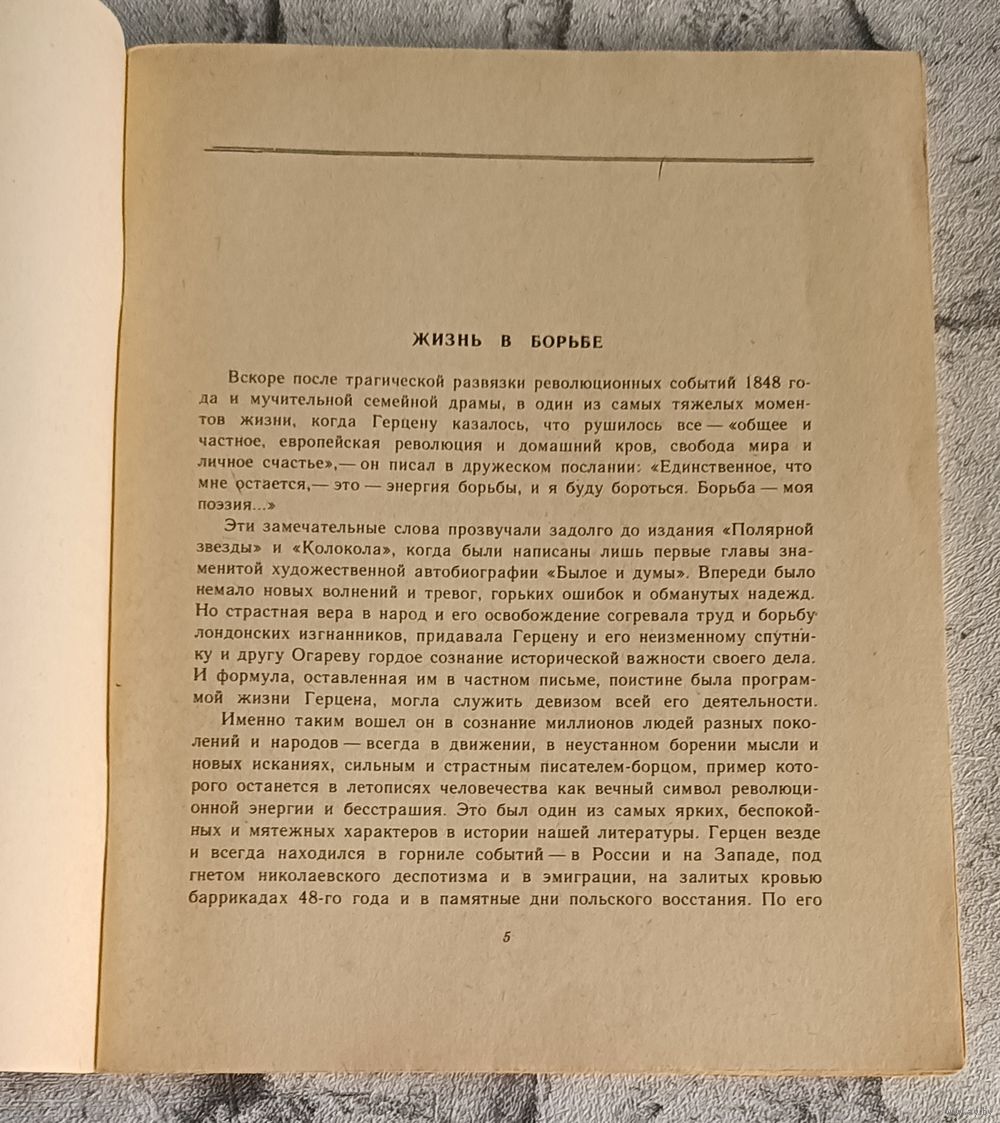 ЖИЗНЬ В БОРЬБЕ
Вскоре после трагической развязки революционных событий 1848 го-
да и мучительной семейной драмы, в один из самых тяжелых момен-
тов жизни, когда Герцену казалось, что рушилось все — «общее и
частное, европейская революция и домашний кров, свобода мира и
личное счастье»,— он писал в дружеском послании: «Единственное, что
мне остается,— это — энергия борьбы, и я буду бороться. Борьба — моя
поэзия...»
Эти замечательные слова прозвучали задолго до издания «Полярной
звезды» и «Колокола», когда были написаны лишь первые главы зна-
менитой художественной автобиографии «Былое и думы». Впереди было
немало новых волнений и тревог, горьких ошибок и обманутых надежд.
Но страстная вера в народ и его освобождение согревала труд и борьбу
лондонских изгнанников, придавала Герцену и его неизменному спутни-
ку и другу Огареву гордое сознание исторической важности своего дела.
И формула, оставленная им в частном письме, поистине была програм-
мой жизни Герцена, могла служить девизом всей его деятельности.
Именно таким вошел он в сознание миллионов людей разных поко-
лений и народов — всегда в движении, в неустанном борении мысли и
новых исканиях, сильным и страстным писателем-борцом, пример кото-
рого останется в летописях человечества как вечный символ революци-
онной энергии и бесстрашия. Это был один из самых ярких, беспокой-
ных и мятежных характеров в истории нашей литературы. Герцен везде
и всегда находился в горниле событий — в России и на Западе, под
гнетом николаевского деспотизма и в эмиграции, на залитых кровью
баррикадах 48-го года и в памятные дни польского восстания. По его
5